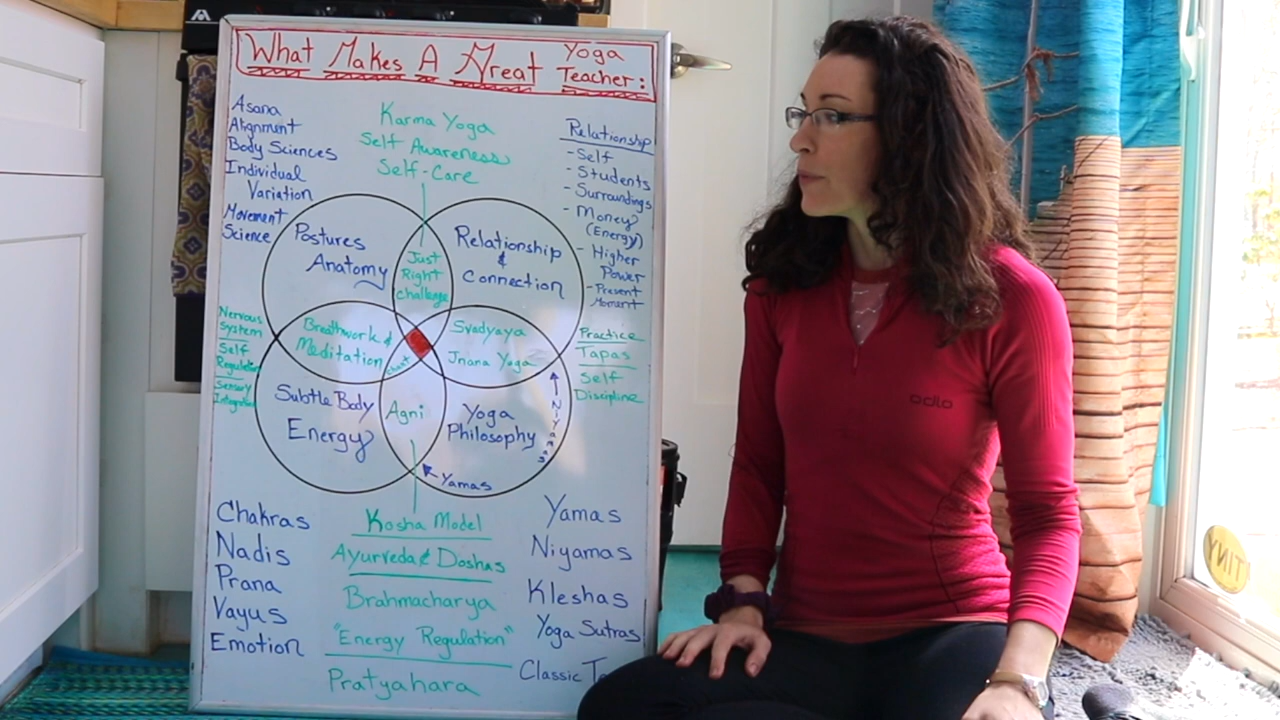 What Makes A Great Yoga Teacher:
Asana
Alignment
Body Sciences
Individual
Variation
Movement
Science
Karma Yoga
Self Awareness
Self-Care
Relationship
- Self
- Students
- Surroundings
- Money
(Energy)
- Higher
Power
- Present
Moment
Postures
Anatomy
Just
Right
Challenge
Relationship
&
Connection
Nervous
System
Self
Regulation
Sensory
Integration
Breathwork &
Meditation
Svadyaya
Jnana Yoga
Practice
Tapas
Self
Discipline
Subtle Body
Energy
Agni
Yoga
Philosophy
Niyamas
Yamas
Chakras
Nadis
Prana
Vayus
Emotion
Kosha Model
Ayurveda & Doshas
Brahmacharya
"Energy Regulation"
Pratyahara
Yamas
Niyamas
Kleshas
Yoga Sutras
Classic
odlo
TINY